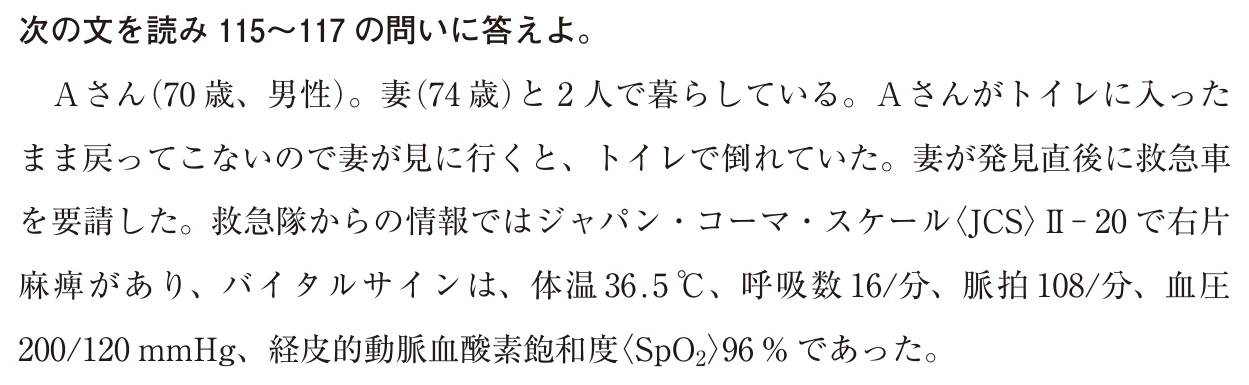 次の文を読み 115〜117 の問いに答えよ。
Aさん(70 歳、男性)。妻(74 歳)と 2 人で暮らしている。Aさんがトイレに入った
まま戻ってこないので妻が見に行くと、トイレで倒れていた。妻が発見直後に救急車
を要請した。救急隊からの情報ではジャパン・コーマ・スケール〈JCS〉Ⅱ-20 で右片
麻痺があり、バイタルサインは、体温 36.5 ℃、呼吸数 16/分、脈拍 108/分、血圧
200/120 mmHg、経皮的動脈血酸素飽和度〈SpO₂〉96 % であった。